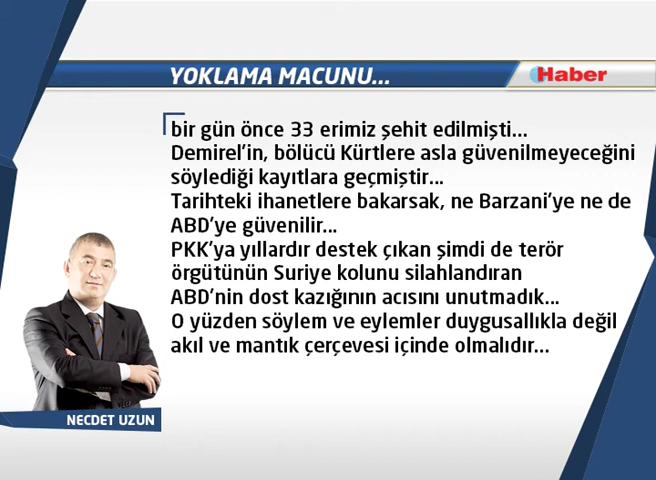 YOKLAMA MACUNU...
Haber
bir gün önce 33 erimiz şehit edilmişti...
Demirel'in, bölücü Kürtlere asla güvenilmeyeceğini
söylediği kayıtlara geçmiştir...
Tarihteki ihanetlere bakarsak, ne Barzani'ye ne de
ABD'ye güvenilir...
PKK'ya yıllardır destek çıkan şimdi de terör
örgütünün Suriye kolunu silahlandıran
ABD'nin dost kazığının acısını unutmadık...
O yüzden söylem ve eylemler duygusallıkla değil
akıl ve mantık çerçevesi içinde olmalıdır...
NECDET UZUN